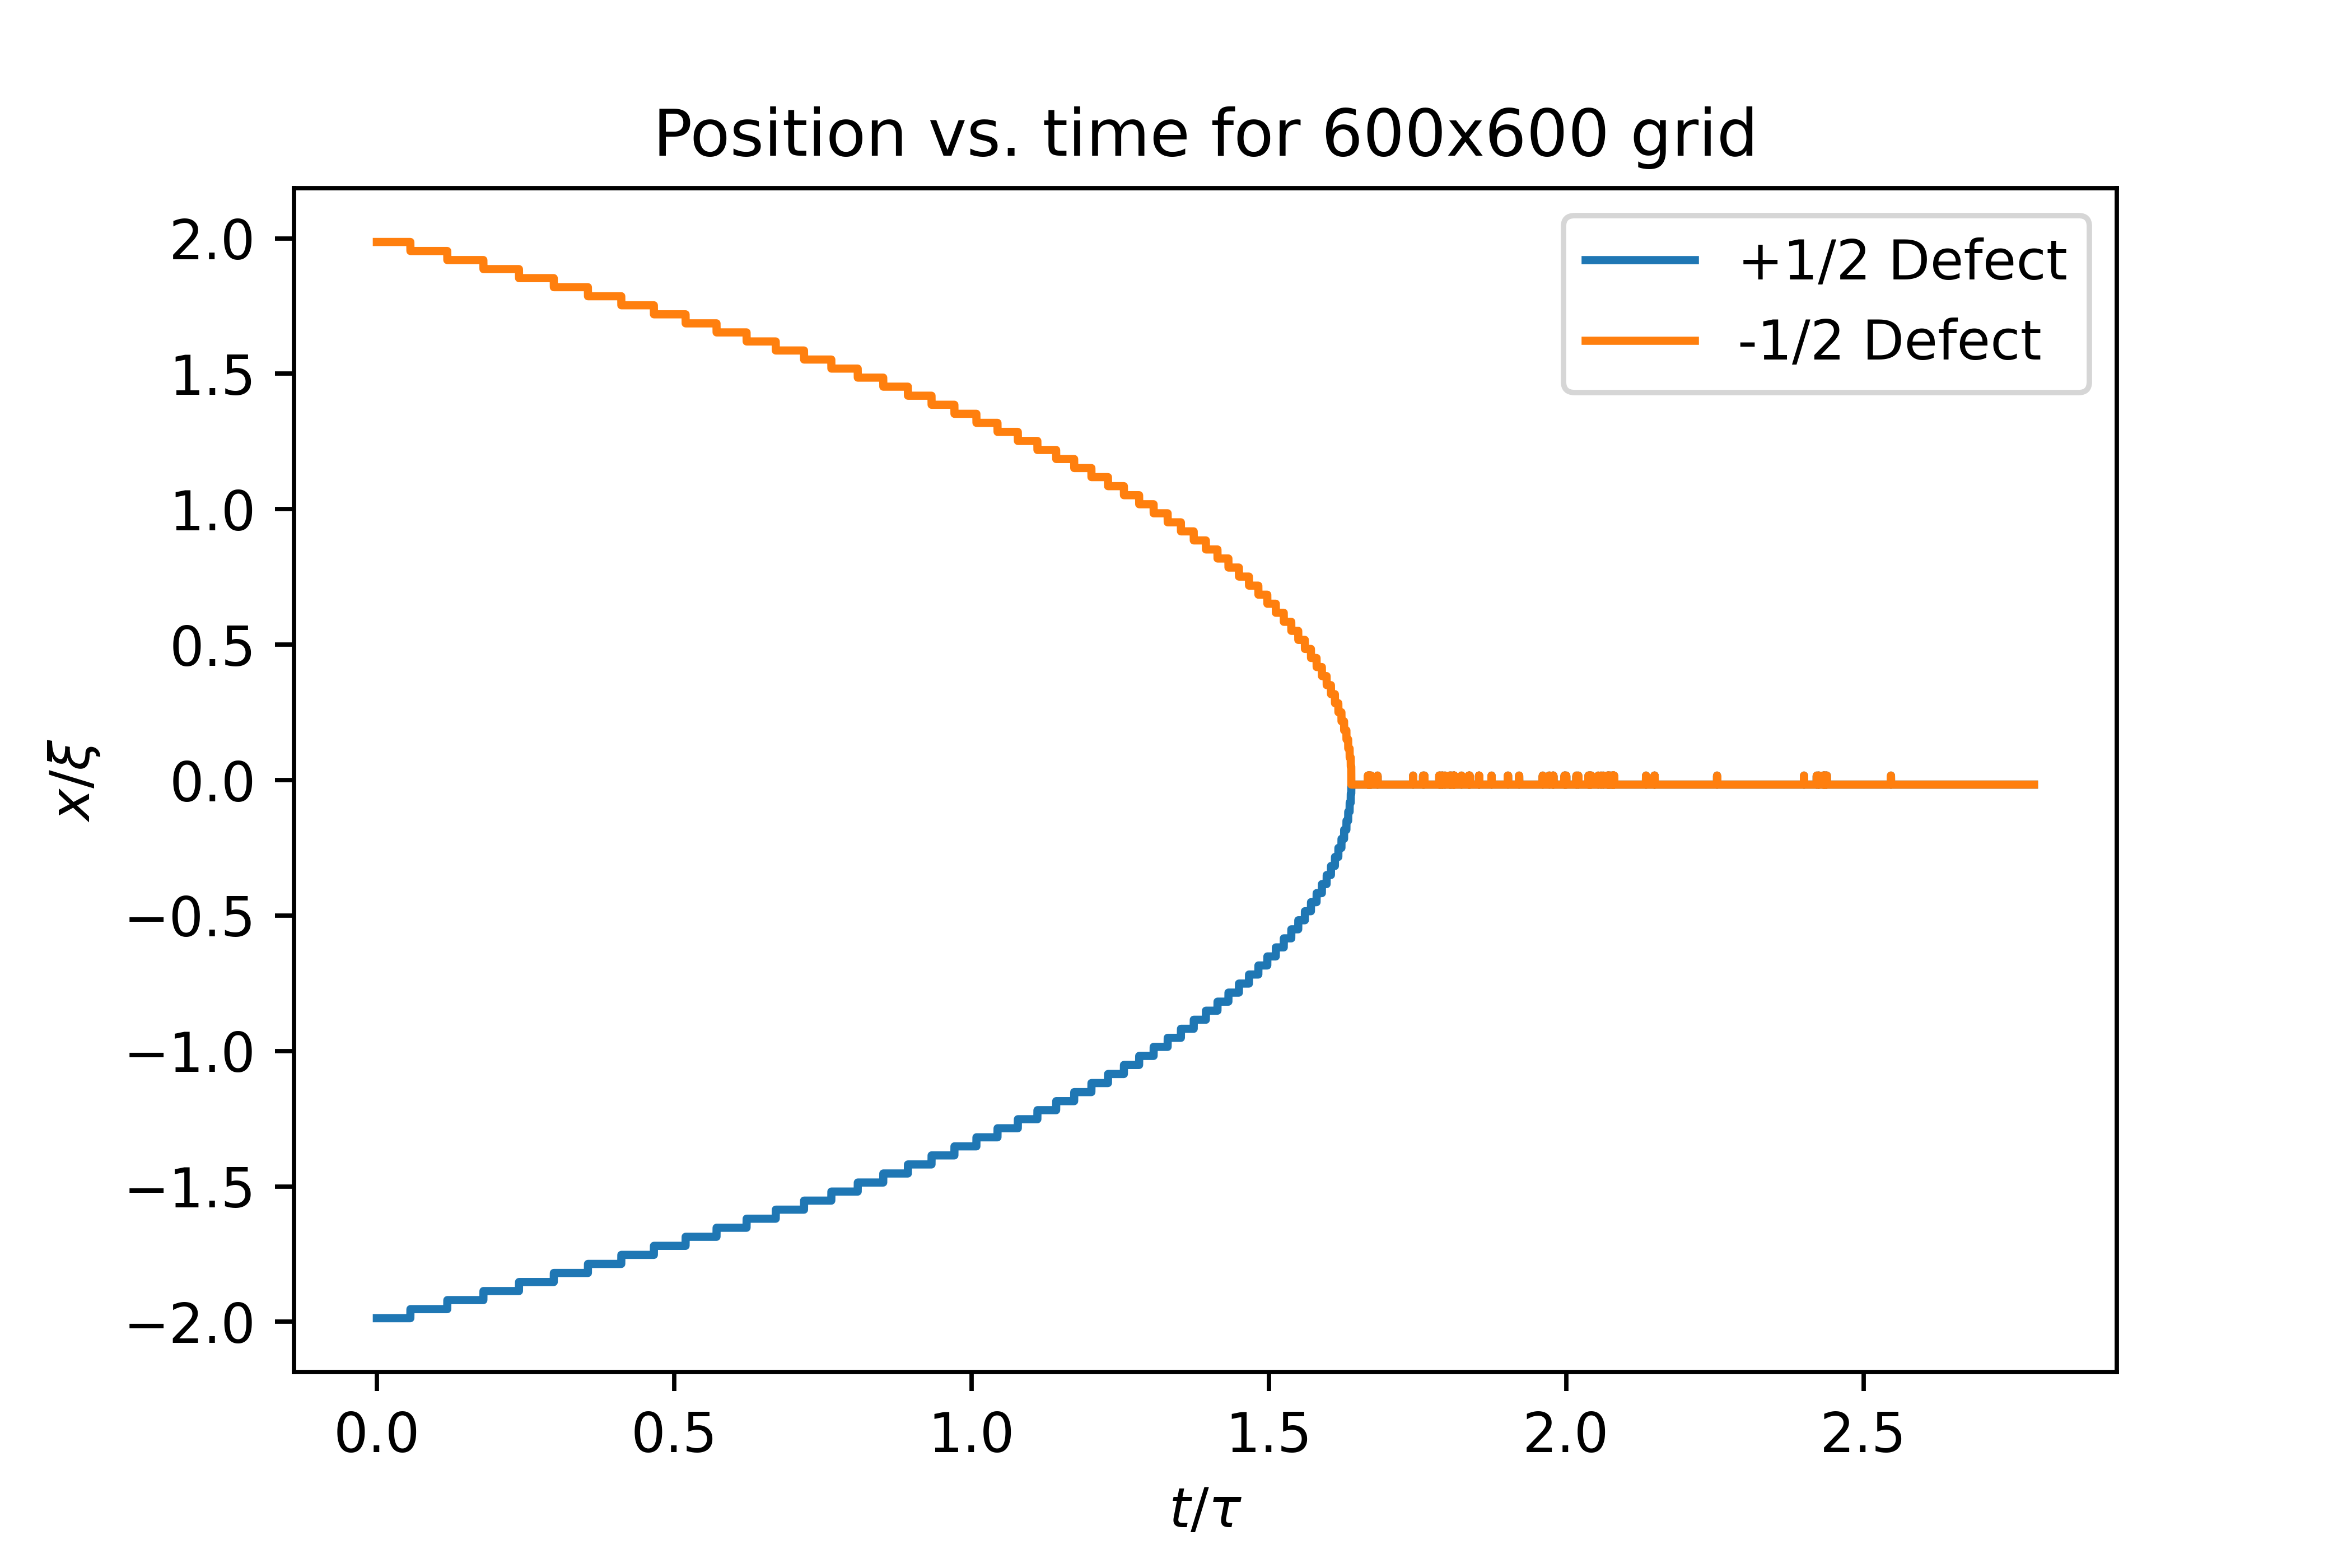 Position vs. time for 600x600 grid
+1/2 Defect
-1/2 Defect
2.0
1.5
1.0
0.5
0.0
−0.5
−1.0
−1.5
−2.0
x/ξ
0.0 0.5 1.0 1.5 2.0 2.5
t/τ